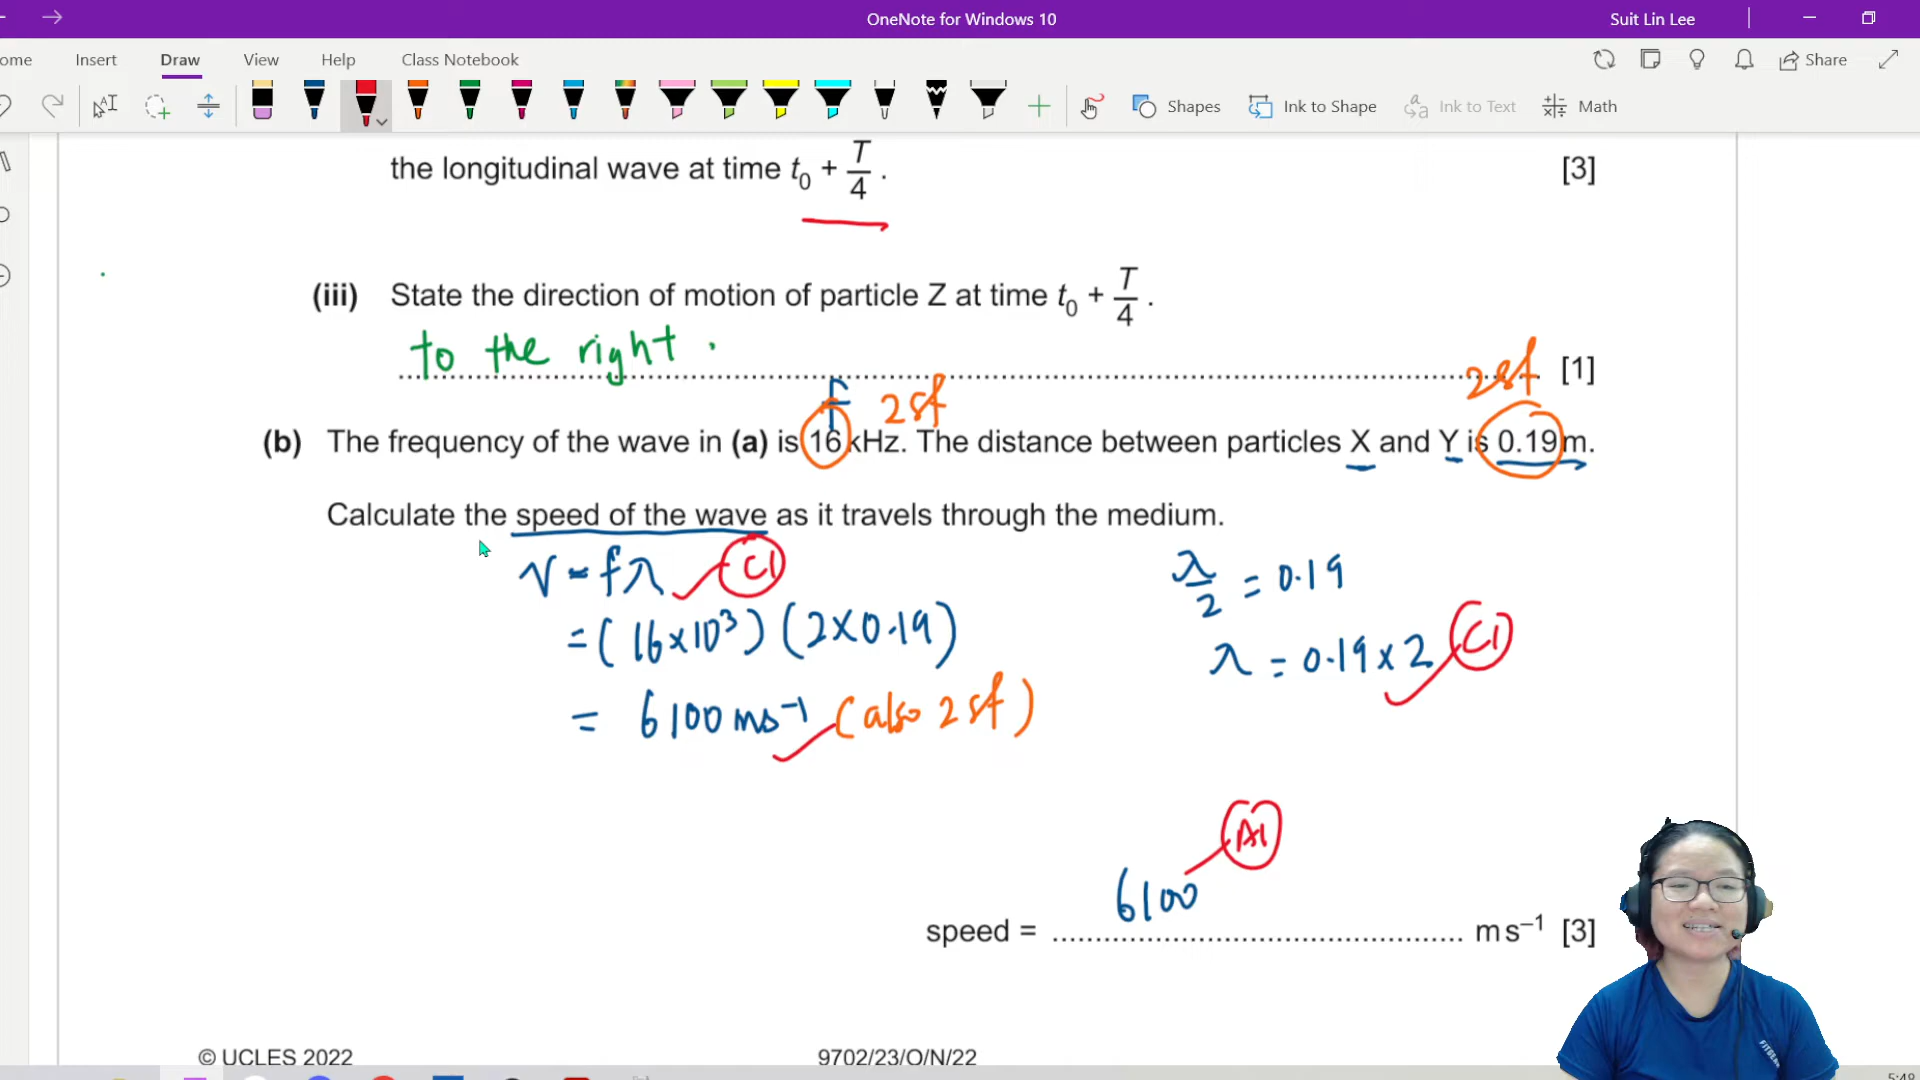 OneNote for Windows 10
Suit Lin Lee
ome Insert Draw View Help Class Notebook Share
Shapes Ink to Shape Ink to Text Math
the longitudinal wave at time t₀ + T/4 . [3]
(iii) State the direction of motion of particle Z at time t₀ + T/4 .
to the right .
[1]
f 2sf 2sf
(b) The frequency of the wave in (a) is 16 kHz. The distance between particles X and Y is 0.19 m.
Calculate the speed of the wave as it travels through the medium.
v = fλ C1
λ/2 = 0.19
= (16×10³) (2×0.19)
λ = 0.19 × 2 C1
= 6100 ms⁻¹ (also 2sf)
A1
6100
speed = ........................................ m s⁻¹ [3]
© UCLES 2022 9702/23/O/N/22